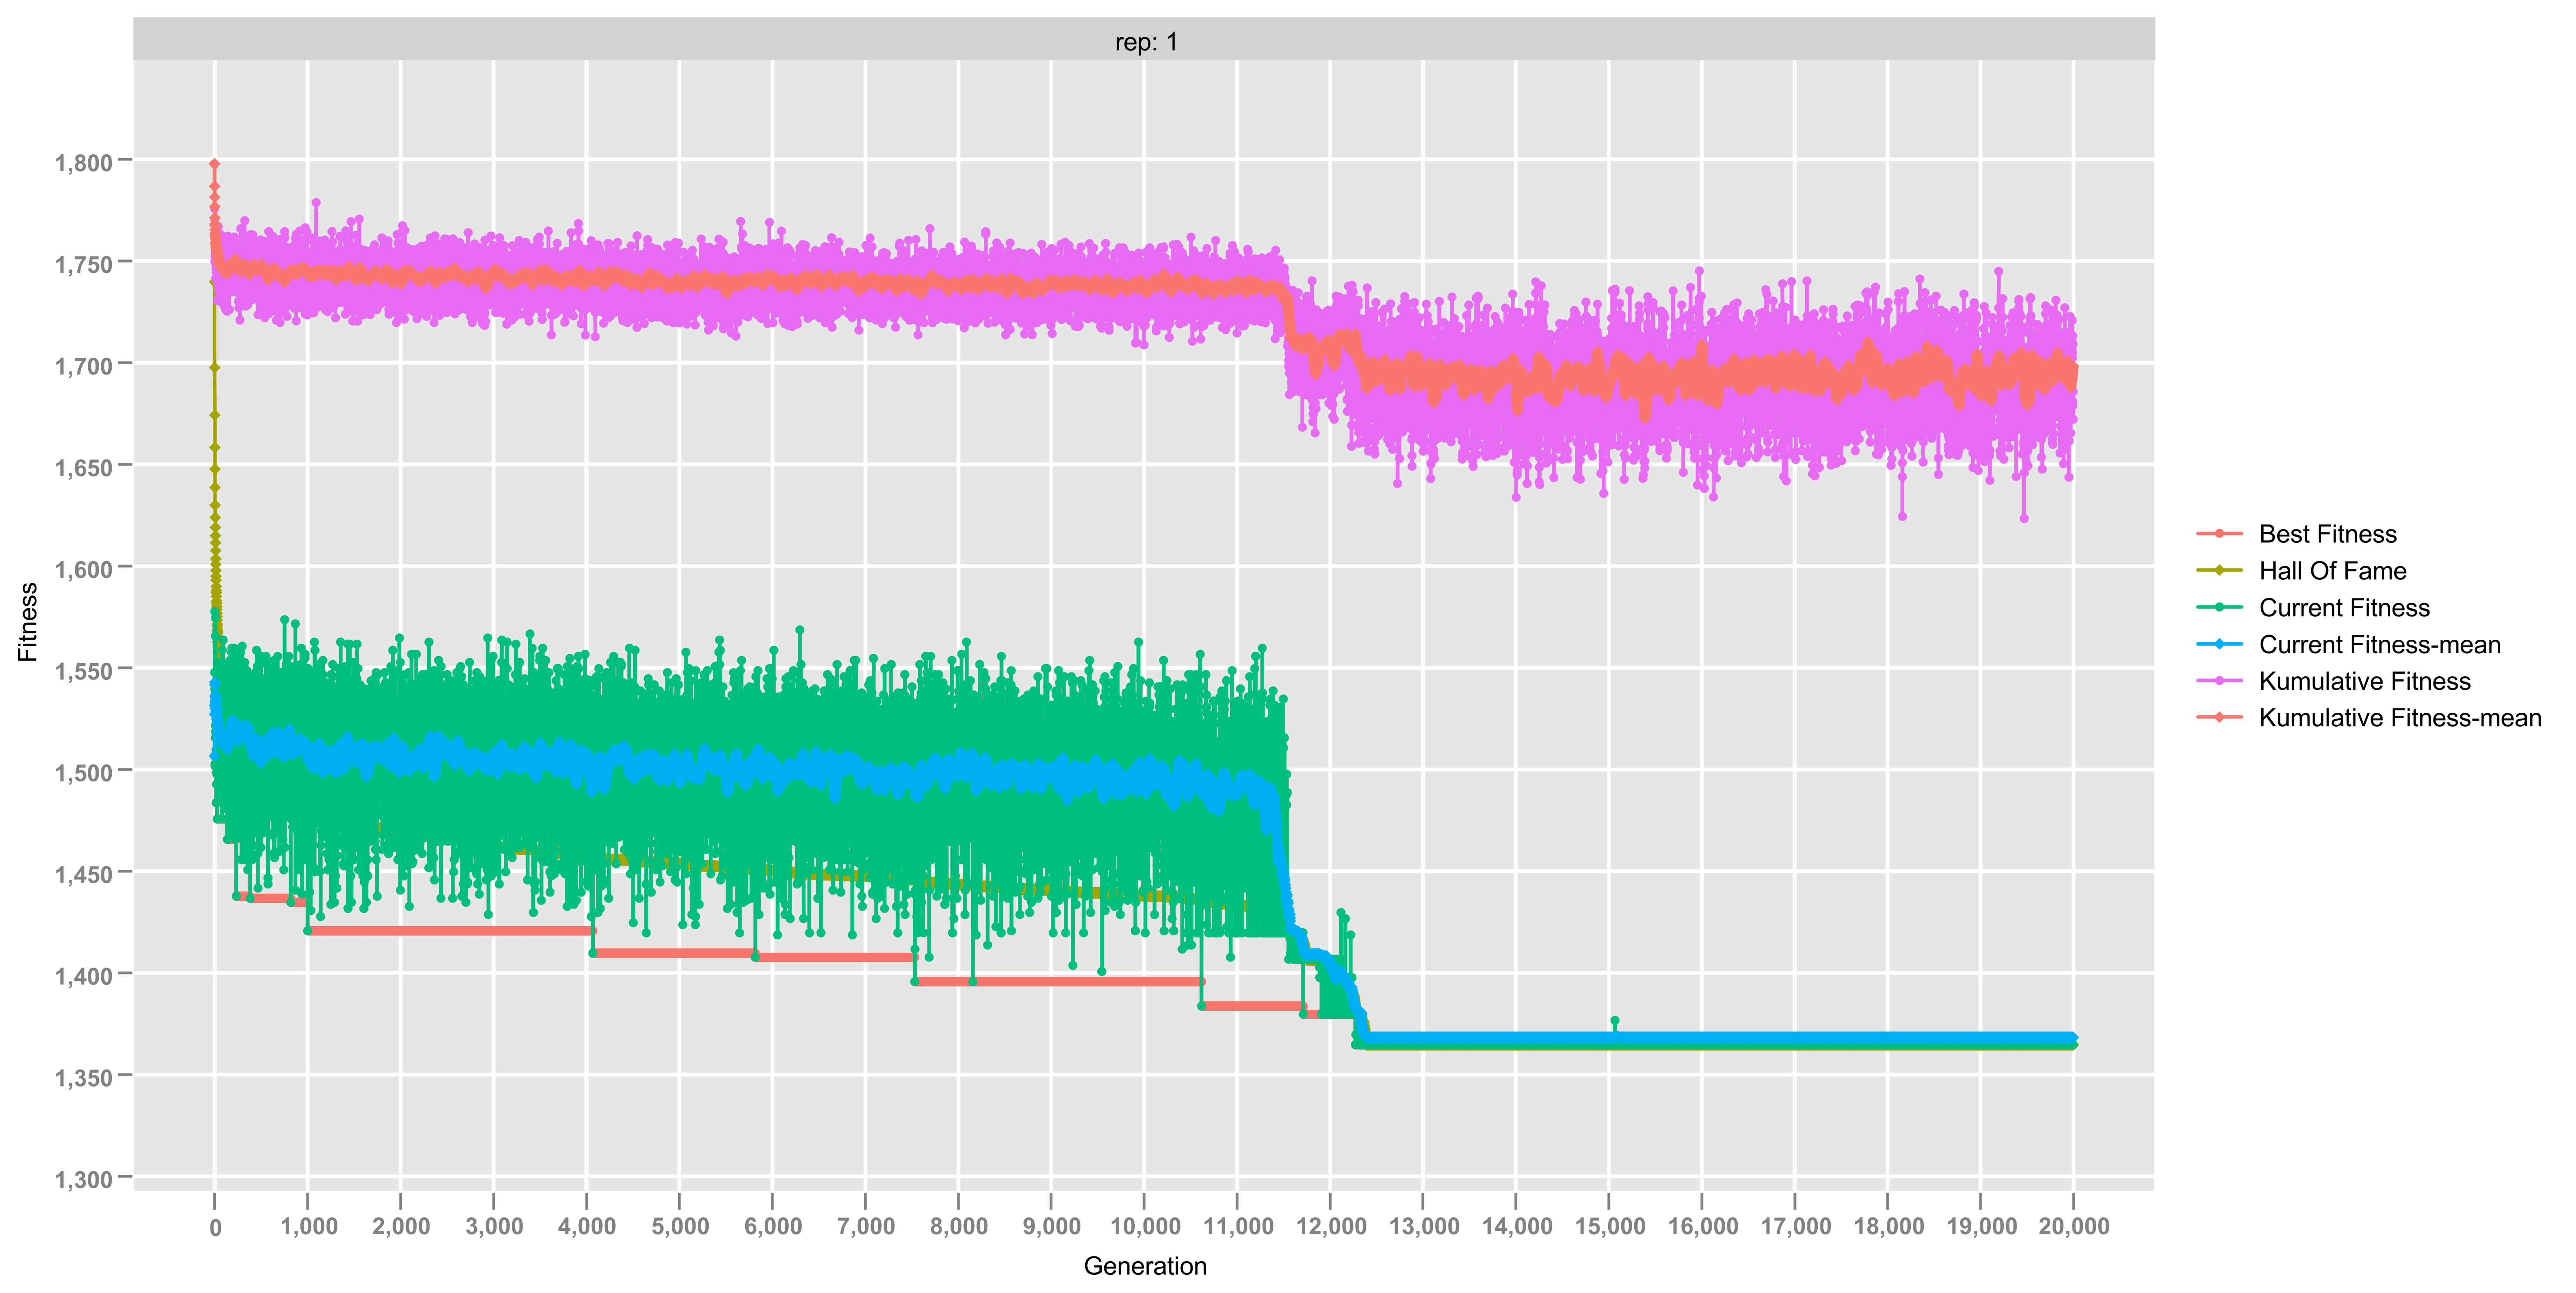 rep: 1
1,800
1,750
1,700
1,650
1,600
1,550
1,500
1,450
1,400
1,350
1,300
Fitness
0 1,000 2,000 3,000 4,000 5,000 6,000 7,000 8,000 9,000 10,000 11,000 12,000 13,000 14,000 15,000 16,000 17,000 18,000 19,000 20,000
Generation
Best Fitness
Hall Of Fame
Current Fitness
Current Fitness-mean
Kumulative Fitness
Kumulative Fitness-mean